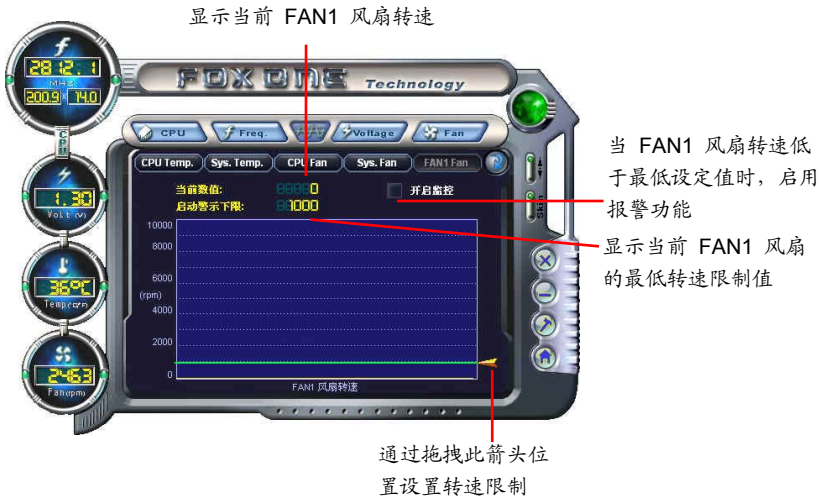 显示当前 FAN1 风扇转速
f
2812.1
MHz
200.9 x 14.0
CPU
FOX ONE Technology
CPU Freq. Voltage Fan
CPU Temp. Sys. Temp. CPU Fan Sys. Fan FAN1 Fan ?
当前数值: 0 开启监控
启动警示下限: 1000
1.30
Volt (v)
Skin
当 FAN1 风扇转速低
于最低设定值时，启用
报警功能
显示当前 FAN1 风扇
的最低转速限制值
10000
8000
6000
(rpm)
4000
2000
0
FAN1 风扇转速
36℃
Temp(℃/℉)
2463
Fan(rpm)
通过拖拽此箭头位
置设置转速限制